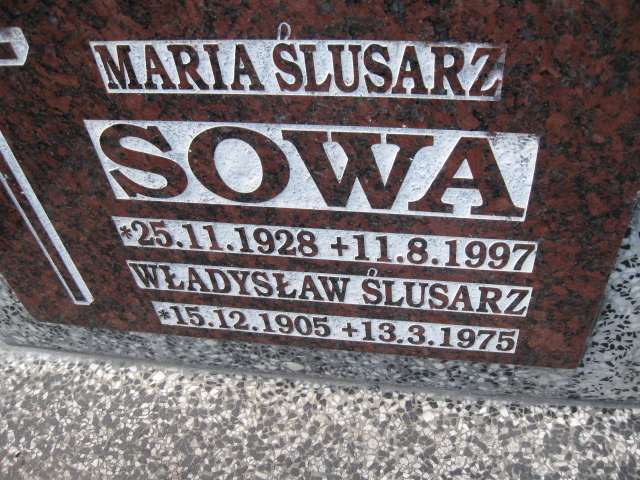 MARIA ŚLUSARZ
SOWA
*25.11.1928 +11.8.1997
WŁADYSŁAW ŚLUSARZ
*15.12.1905 +13.3.1975